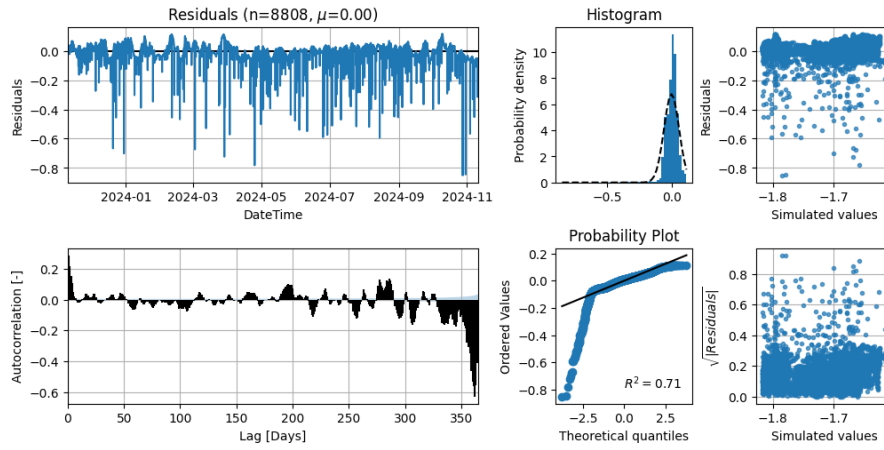 Residuals (n=8808, μ=0.00)
Residuals
0.0
−0.2
−0.4
−0.6
−0.8
2024-01 2024-03 2024-05 2024-07 2024-09 2024-11
DateTime
Histogram
Probability density
10
8
6
4
2
0
−0.5 0.0
Residuals
0.0
−0.2
−0.4
−0.6
−0.8
−1.8 −1.7
Simulated values
Autocorrelation [-]
0.2
0.0
−0.2
−0.4
−0.6
0 50 100 150 200 250 300 350
Lag [Days]
Probability Plot
Ordered Values
0.2
0.0
−0.2
−0.4
−0.6
−0.8
R² = 0.71
−2.5 0.0 2.5
Theoretical quantiles
√|Residuals|
0.8
0.6
0.4
0.2
0.0
−1.8 −1.7
Simulated values